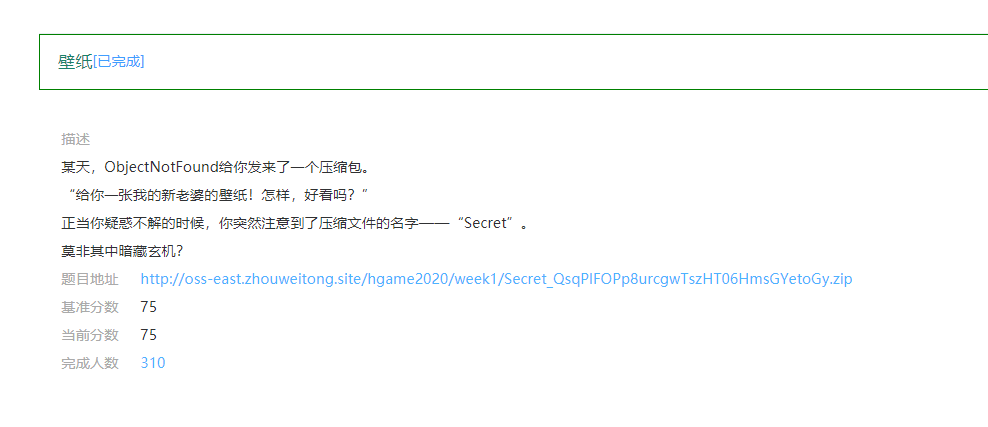 壁纸[已完成]
描述
某天，ObjectNotFound给你发来了一个压缩包。
“给你一张我的新老婆的壁纸！怎样，好看吗？”
正当你疑惑不解的时候，你突然注意到了压缩文件的名字——“Secret”。
莫非其中暗藏玄机？
题目地址 http://oss-east.zhouweitong.site/hgame2020/week1/Secret_QsqPIFOPp8urcgwTszHT06HmsGYetoGy.zip
基准分数 75
当前分数 75
完成人数 310